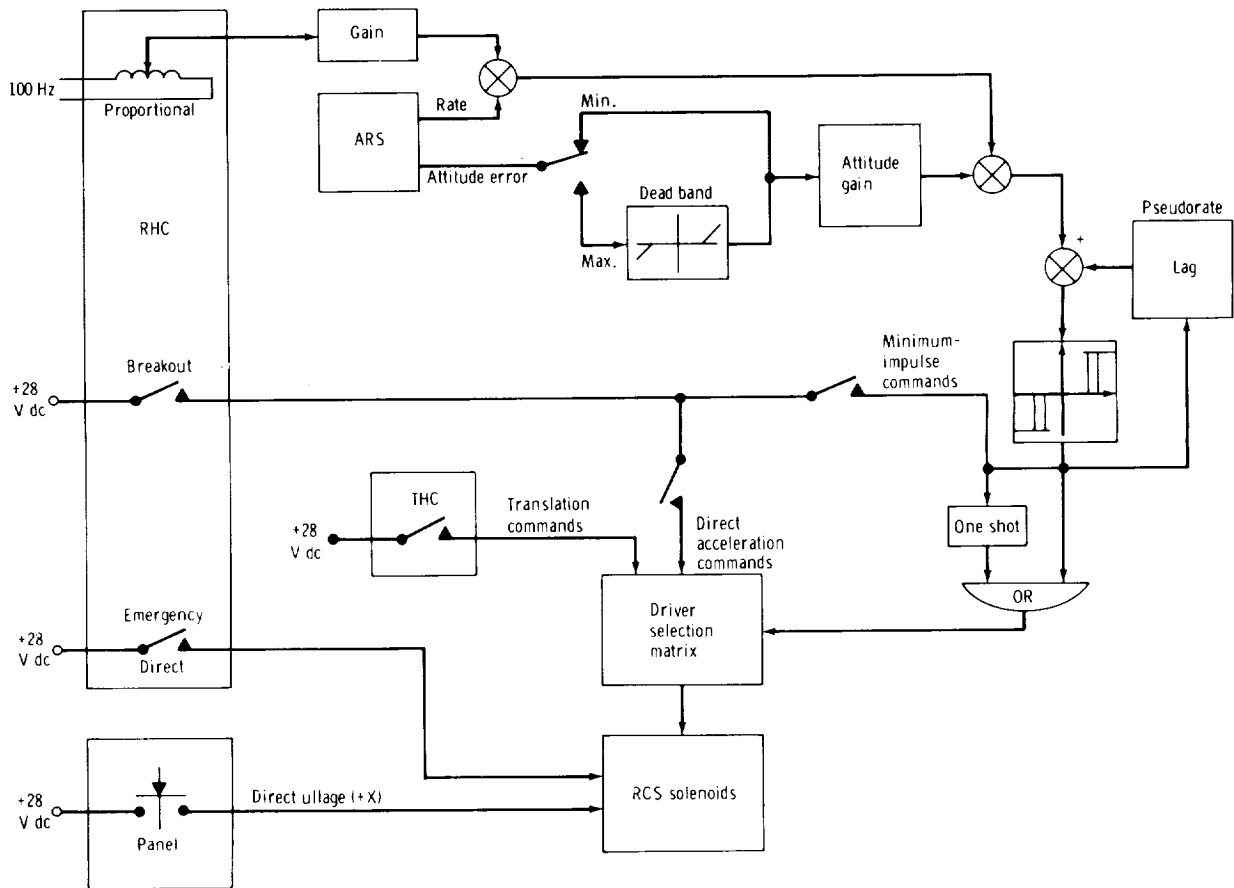 Gain
100 Hz
Proportional
Rate
ARS
Attitude error
Min.
Dead band
Max.
Attitude
gain
Pseudorate
+
Lag
RHC
Breakout
+28
V dc
Minimum-
impulse
commands
THC
+28
V dc
Translation
commands
Direct
acceleration
commands
One shot
OR
Driver
selection
matrix
Emergency
+28
V dc
Direct
RCS solenoids
+28
V dc
Direct ullage (+X)
Panel